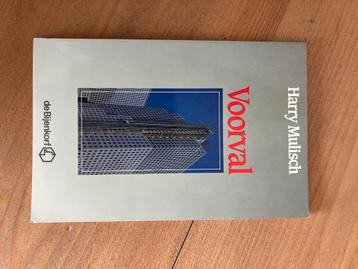 Harry Mulisch
Voorval
de Bijenkorf